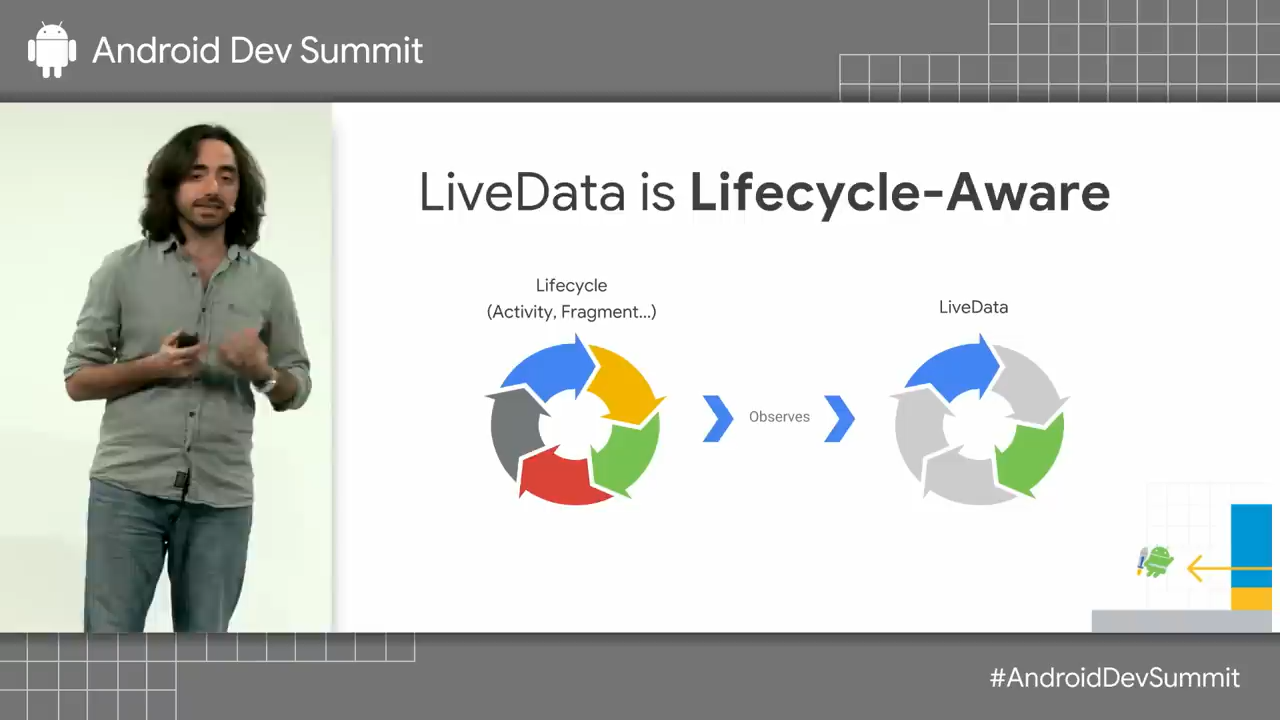 Android Dev Summit
LiveData is Lifecycle-Aware
Lifecycle
(Activity, Fragment...)
LiveData
Observes
#AndroidDevSummit